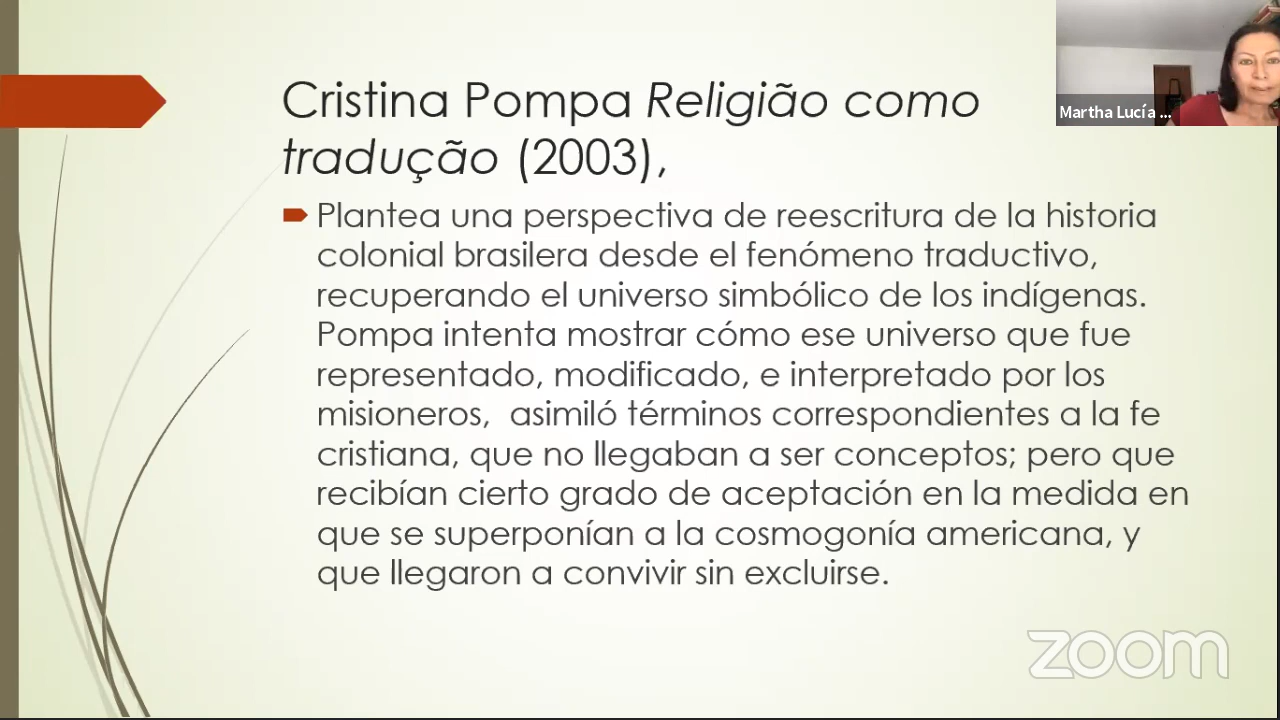 Cristina Pompa Religião como
tradução (2003),
Plantea una perspectiva de reescritura de la historia
colonial brasilera desde el fenómeno traductivo,
recuperando el universo simbólico de los indígenas.
Pompa intenta mostrar cómo ese universo que fue
representado, modificado, e interpretado por los
misioneros,  asimiló términos correspondientes a la fe
cristiana, que no llegaban a ser conceptos; pero que
recibían cierto grado de aceptación en la medida en
que se superponían a la cosmogonía americana, y
que llegaron a convivir sin excluirse.
Martha Lucía ...
zoom